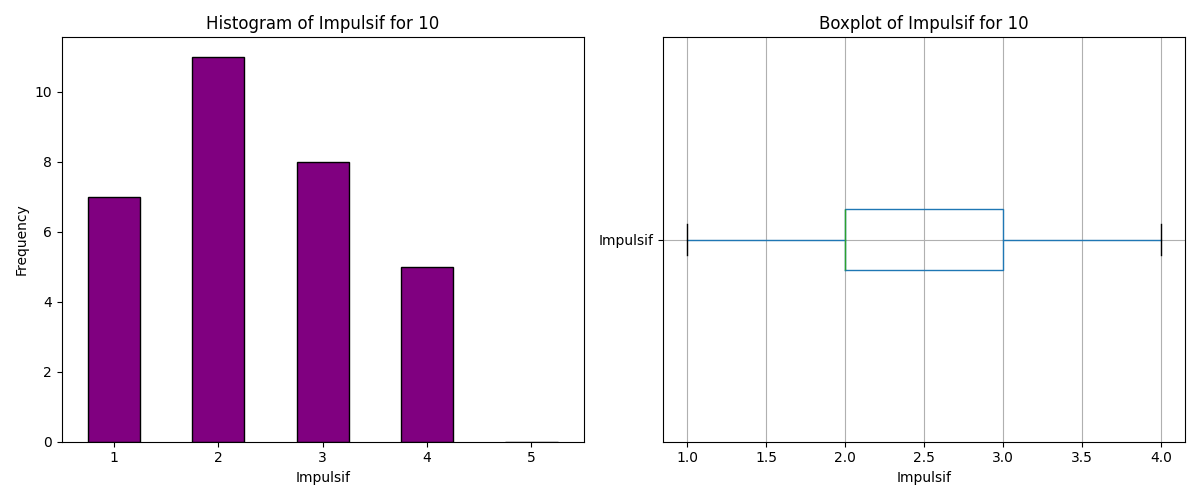 Histogram of Impulsif for 10
Frequency
10
8
6
4
2
0
1 2 3 4 5
Impulsif
Boxplot of Impulsif for 10
Impulsif
1.0 1.5 2.0 2.5 3.0 3.5 4.0
Impulsif